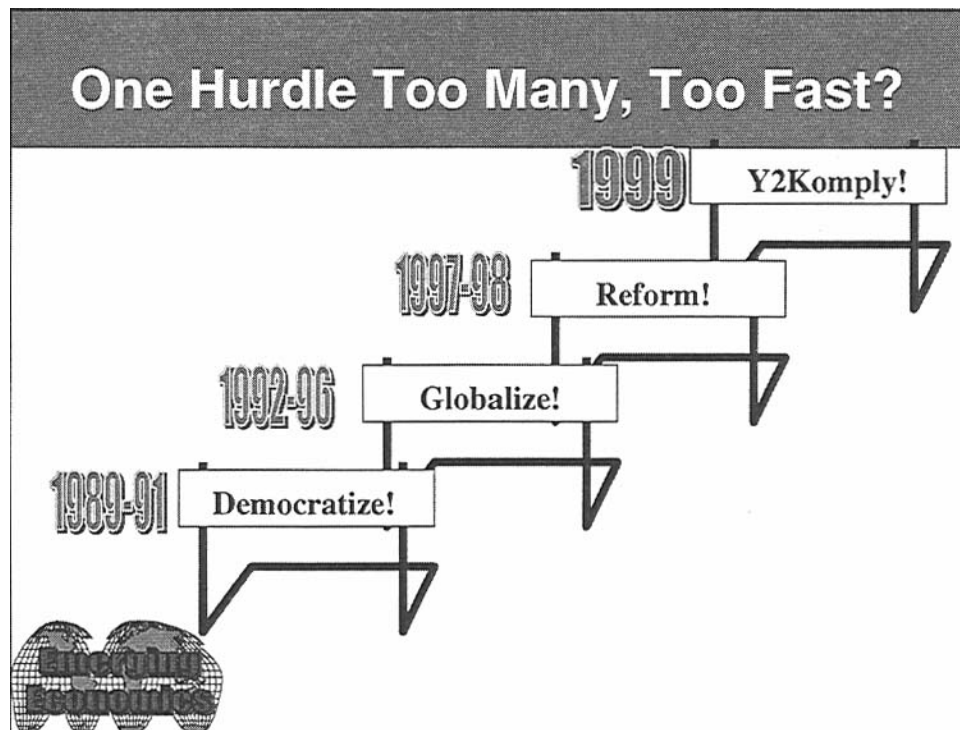 One Hurdle Too Many, Too Fast?
1999
Y2Komply!
1997-98
Reform!
1992-96
Globalize!
1989-91
Democratize!
Emerging
Economics